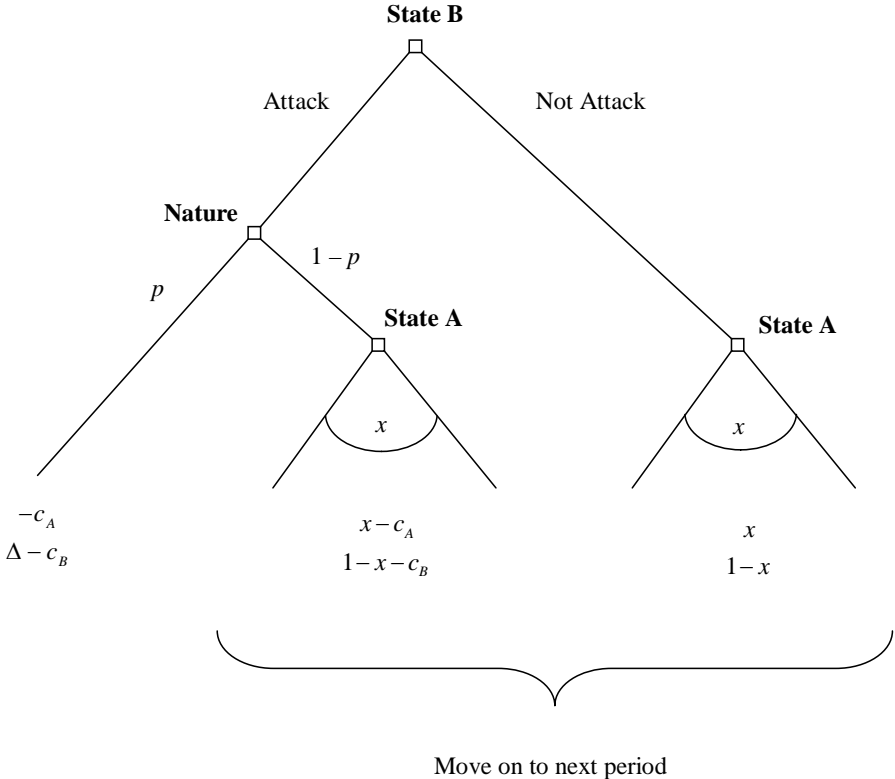 State B
Attack
Not Attack
Nature
1 – p
p
State A
State A
x
x
−c_A
Δ − c_B
x − c_A
1 − x − c_B
x
1 − x
Move on to next period